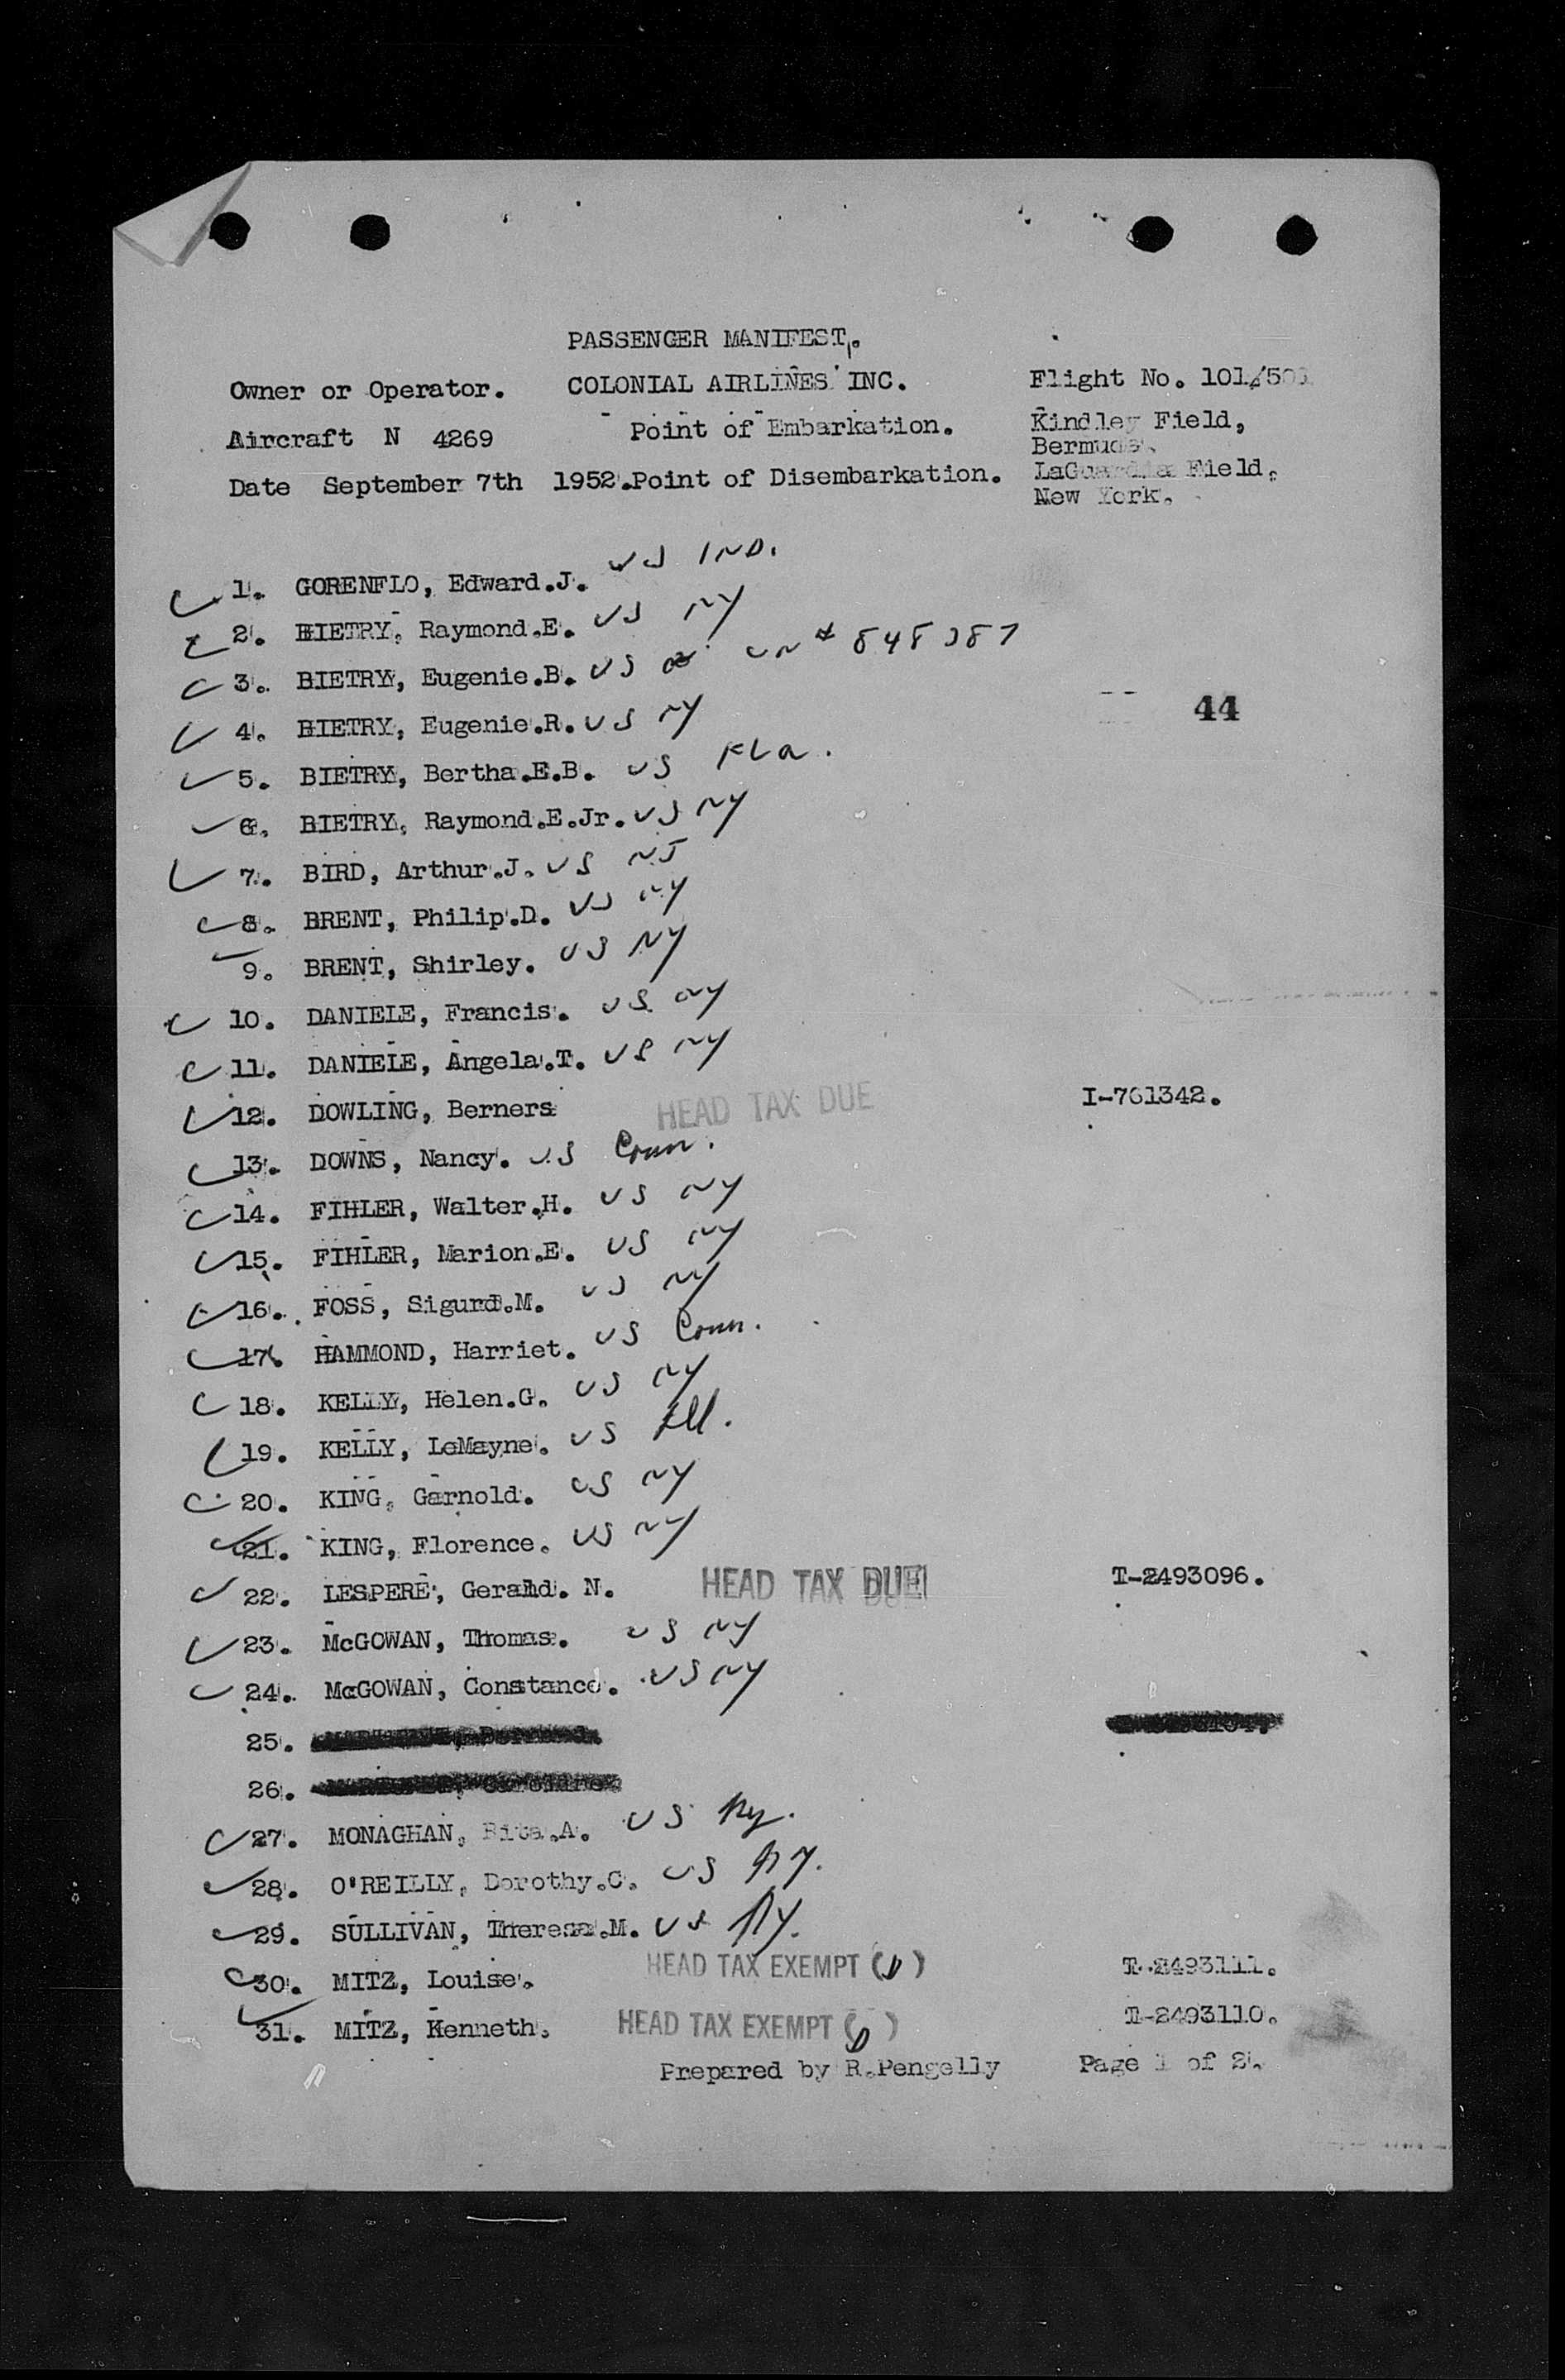 PASSENGER MANIFEST.
Owner or Operator. COLONIAL AIRLINES INC. Flight No. 101/501
Aircraft N 4269 Point of Embarkation. Kindley Field,
Bermuda.
Date September 7th 1952. Point of Disembarkation. LaGuardia Field,
New York.
1. GORENFLO, Edward.J. US IND.
2. BIETRY, Raymond.E. US NY
3. BIETRY, Eugenie.B. US
44
4. BIETRY, Eugenie.R. US NY
5. BIETRY, Bertha.E.B. US Fla.
6. BIETRY, Raymond.E.Jr. US NY
7. BIRD, Arthur.J. US NJ
8. BRENT, Philip.D. US NY
9. BRENT, Shirley. US NY
10. DANIELE, Francis. US NY
11. DANIELE, Angela.T. US NY
12. DOWLING, Berners HEAD TAX DUE I-761342.
13. DOWNS, Nancy. US Conn.
14. FIHLER, Walter.H. US NY
15. FIHLER, Marion.E. US NY
16. FOSS, Sigurd.M. US NY
17. HAMMOND, Harriet. US Conn.
18. KELLY, Helen.G. US NY
19. KELLY, LeMayne. US Ill.
20. KING, Garnold. US NY
21. KING, Florence. US NY
22. LESPERE, Gerald. N. HEAD TAX DUE T-2493096.
23. McGOWAN, Thomas. US NY
24. McGOWAN, Constance. US NY
25.
26.
27. MONAGHAN, Rita.A. US NY.
28. O'REILLY, Dorothy.C. US NY.
29. SULLIVAN, Theresa.M. US NY.
30. MITZ, Louise. HEAD TAX EXEMPT ( ) T-2493111.
31. MITZ, Kenneth. HEAD TAX EXEMPT ( ) T-2493110.
Prepared by R.Pengelly Page 1 of 2.